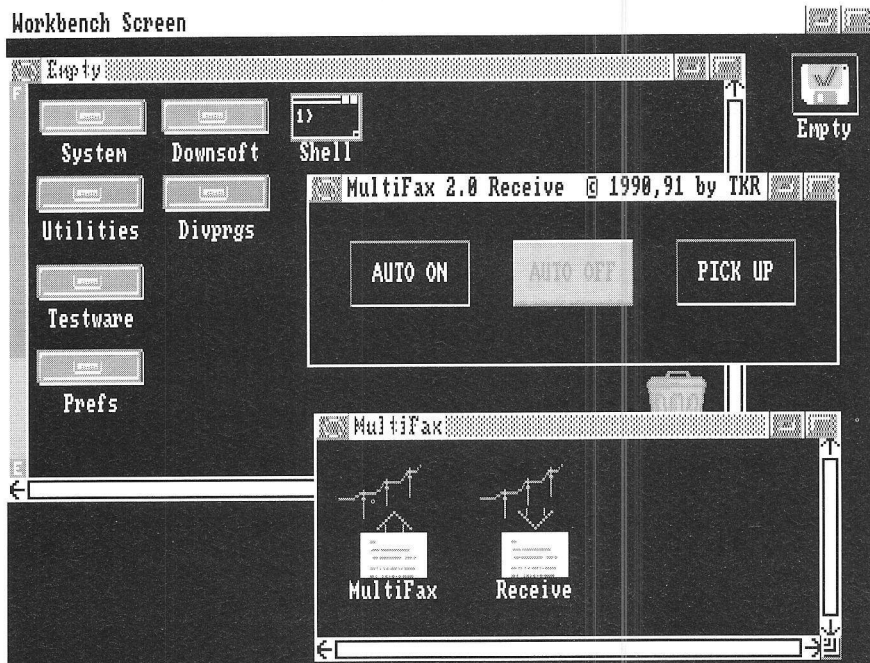 Workbench Screen
Empty
Empty
F
1>
System
Downsoft
Shell
MultiFax 2.0 Receive © 1990,91 by TKR
Utilities
Divprgs
AUTO ON
AUTO OFF
PICK UP
Testware
Prefs
MultiFax
E
MultiFax
Receive